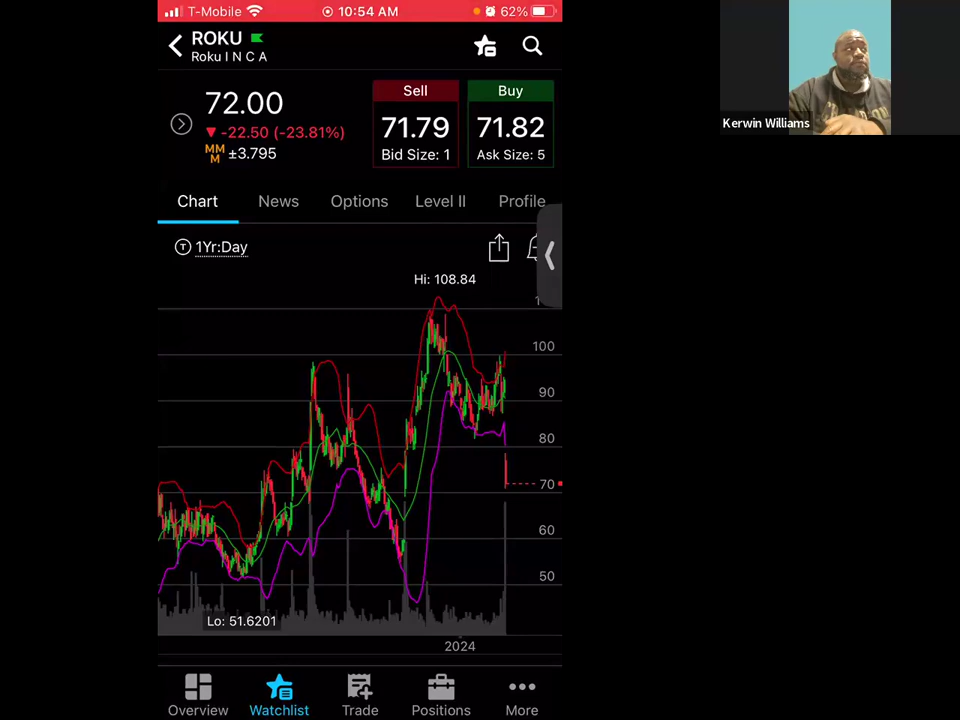 T-Mobile 10:54 AM 62%
ROKU
Roku I N C A
72.00
-22.50 (-23.81%)
MM
M ±3.795
Sell
71.79
Bid Size: 1
Buy
71.82
Ask Size: 5
Chart News Options Level II Profile
T 1Yr:Day
Hi: 108.84
100
90
80
70
60
50
Lo: 51.6201
2024
Overview Watchlist Trade Positions More
Kerwin Williams